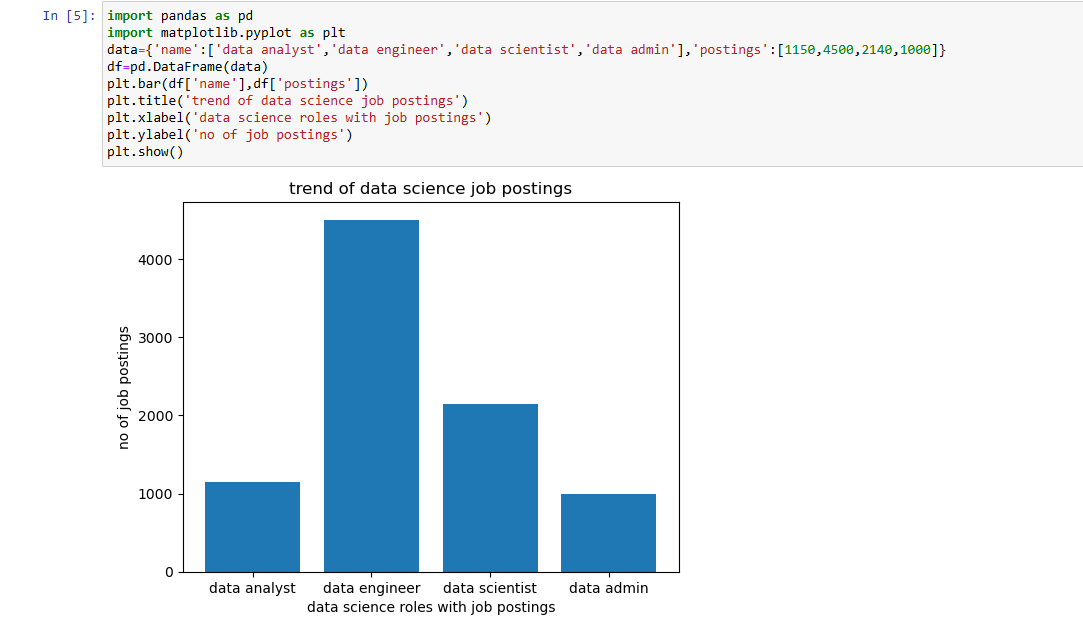 In [5]: import pandas as pd
import matplotlib.pyplot as plt
data={'name':['data analyst','data engineer','data scientist','data admin'],'postings':[1150,4500,2140,1000]}
df=pd.DataFrame(data)
plt.bar(df['name'],df['postings'])
plt.title('trend of data science job postings')
plt.xlabel('data science roles with job postings')
plt.ylabel('no of job postings')
plt.show()
trend of data science job postings
4000
3000
2000
1000
0
no of job postings
data analyst data engineer data scientist data admin
data science roles with job postings